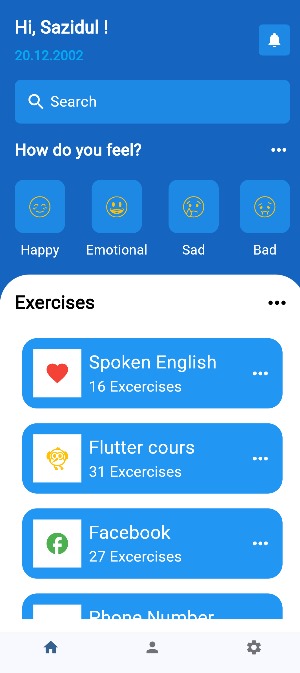 Hi, Sazidul !
20.12.2002
Search
How do you feel?
Happy Emotional Sad Bad
Exercises
Spoken English
16 Excercises
Flutter cours
31 Excercises
Facebook
27 Excercises
Phone Number